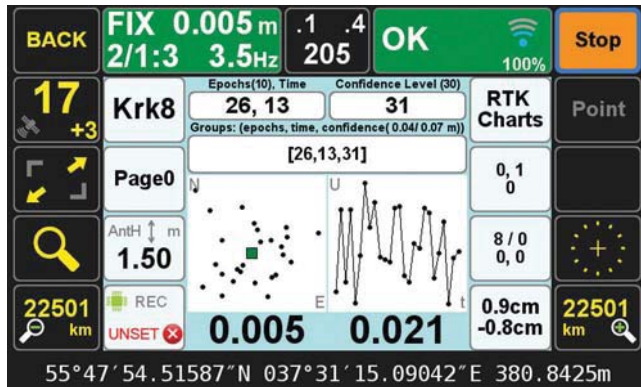 BACK
FIX 0.005 m
2/1:3 3.5Hz
.1 .4
205
OK
100%
Stop
17
+3
Krk8
Epochs(10), Time
26, 13
Confidence Level (30)
31
RTK
Charts
Point
Groups: (epochs, time, confidence( 0.04/ 0.07 m))
[26,13,31]
Page0
N
E
U
t
0, 1
0
AntH m
1.50
8 / 0
0, 0
22501
km
REC
UNSET
0.005
0.021
0.9cm
-0.8cm
22501
km
55°47′54.51587″N 037°31′15.09042″E 380.8425m